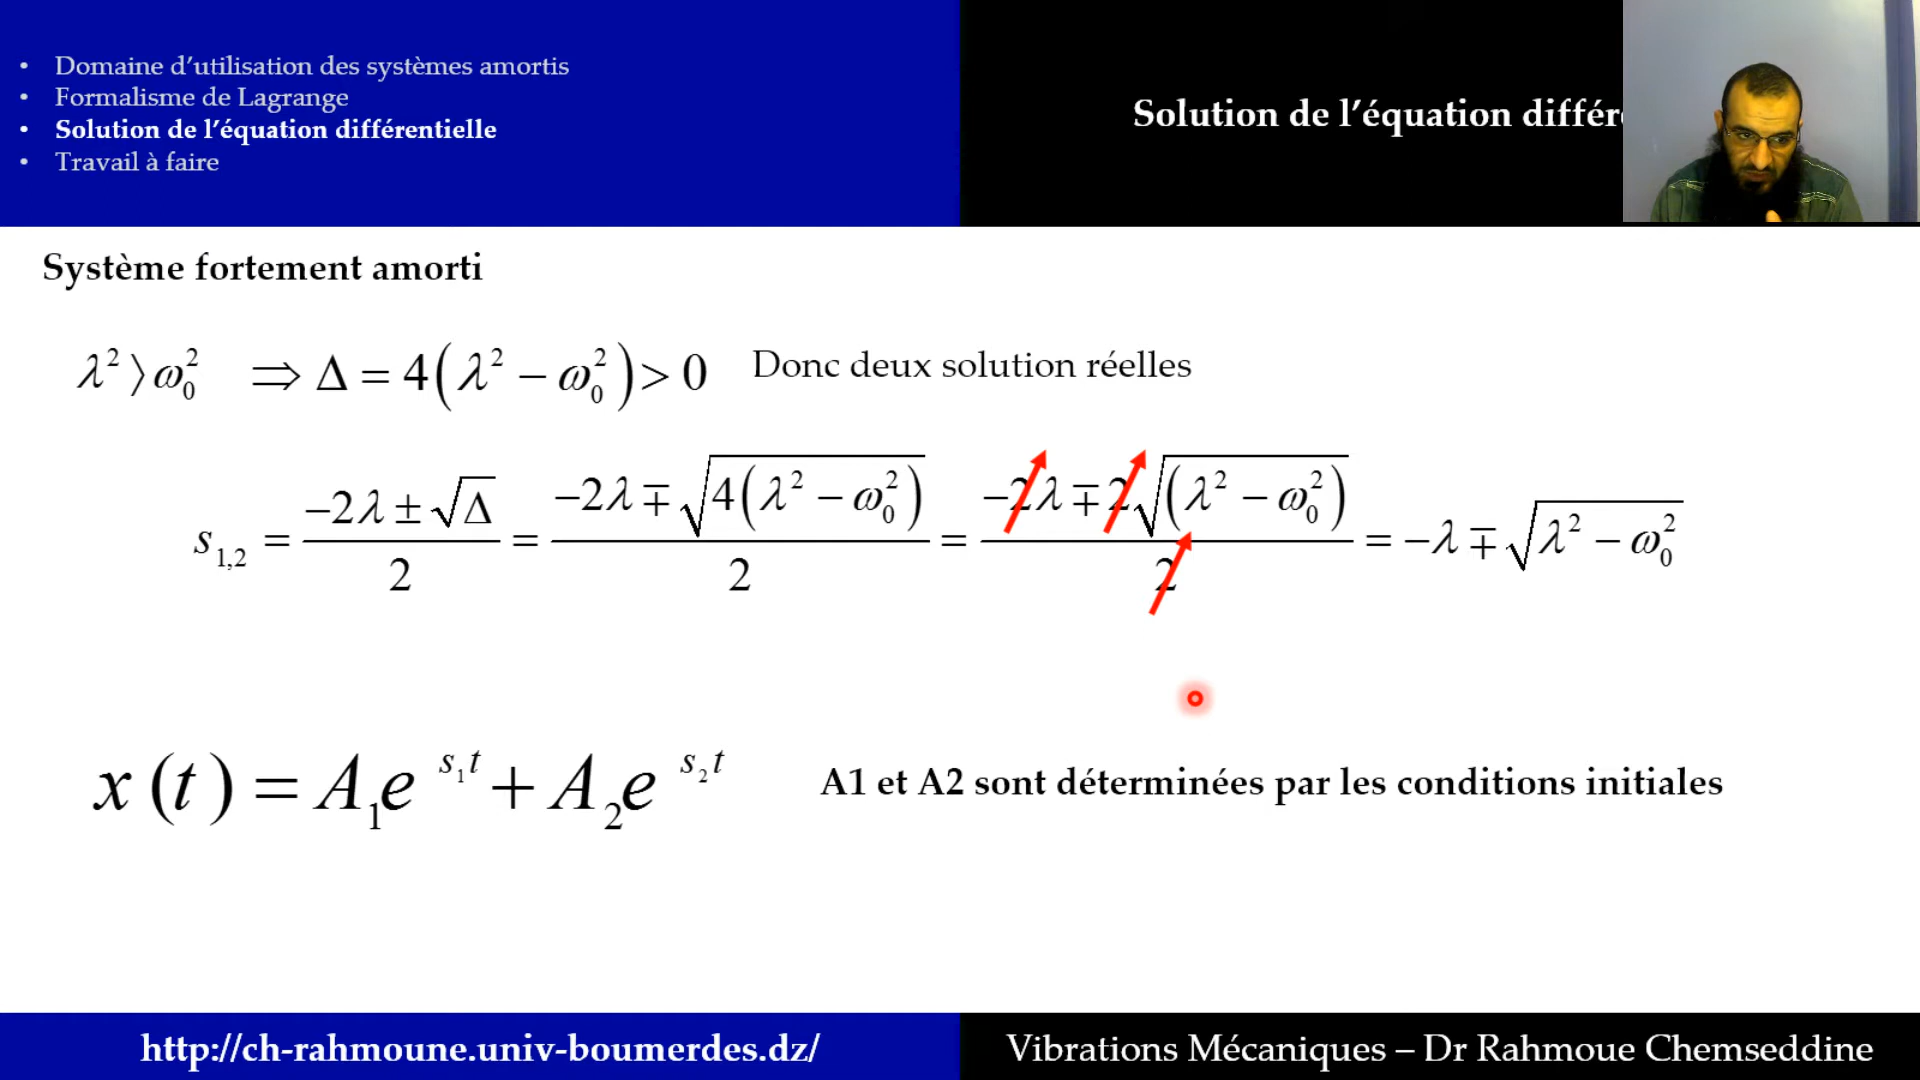 • Domaine d’utilisation des systèmes amortis
• Formalisme de Lagrange
• Solution de l’équation différentielle
• Travail à faire
Solution de l’équation différe
Système fortement amorti
λ² ⟩ ω₀² ⇒ Δ = 4(λ² − ω₀²) > 0 Donc deux solution réelles
s₁,₂ = (−2λ ± √Δ)/2 = (−2λ ∓ √(4(λ² − ω₀²)))/2 = (−2λ ∓ 2√((λ² − ω₀²)))/2 = −λ ∓ √(λ² − ω₀²)
x(t) = A₁e^(s₁t) + A₂e^(s₂t) A1 et A2 sont déterminées par les conditions initiales
http://ch-rahmoune.univ-boumerdes.dz/
Vibrations Mécaniques – Dr Rahmoue Chemseddine